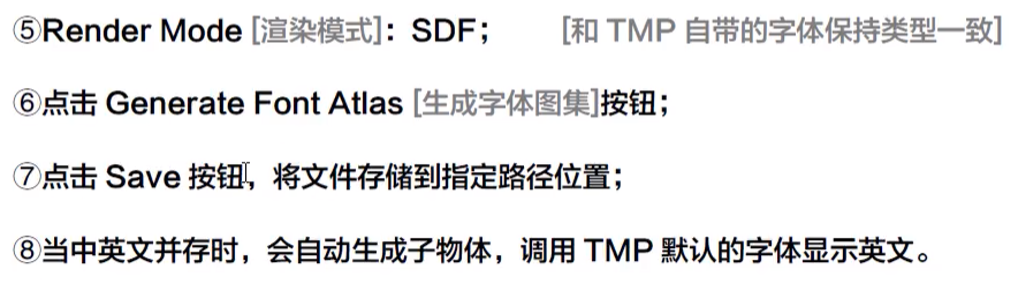 ⑤Render Mode [渲染模式]：SDF； [和 TMP 自带的字体保持类型一致]
⑥点击 Generate Font Atlas [生成字体图集]按钮；
⑦点击 Save 按钮，将文件存储到指定路径位置；
⑧当中英文并存时，会自动生成子物体，调用 TMP 默认的字体显示英文。